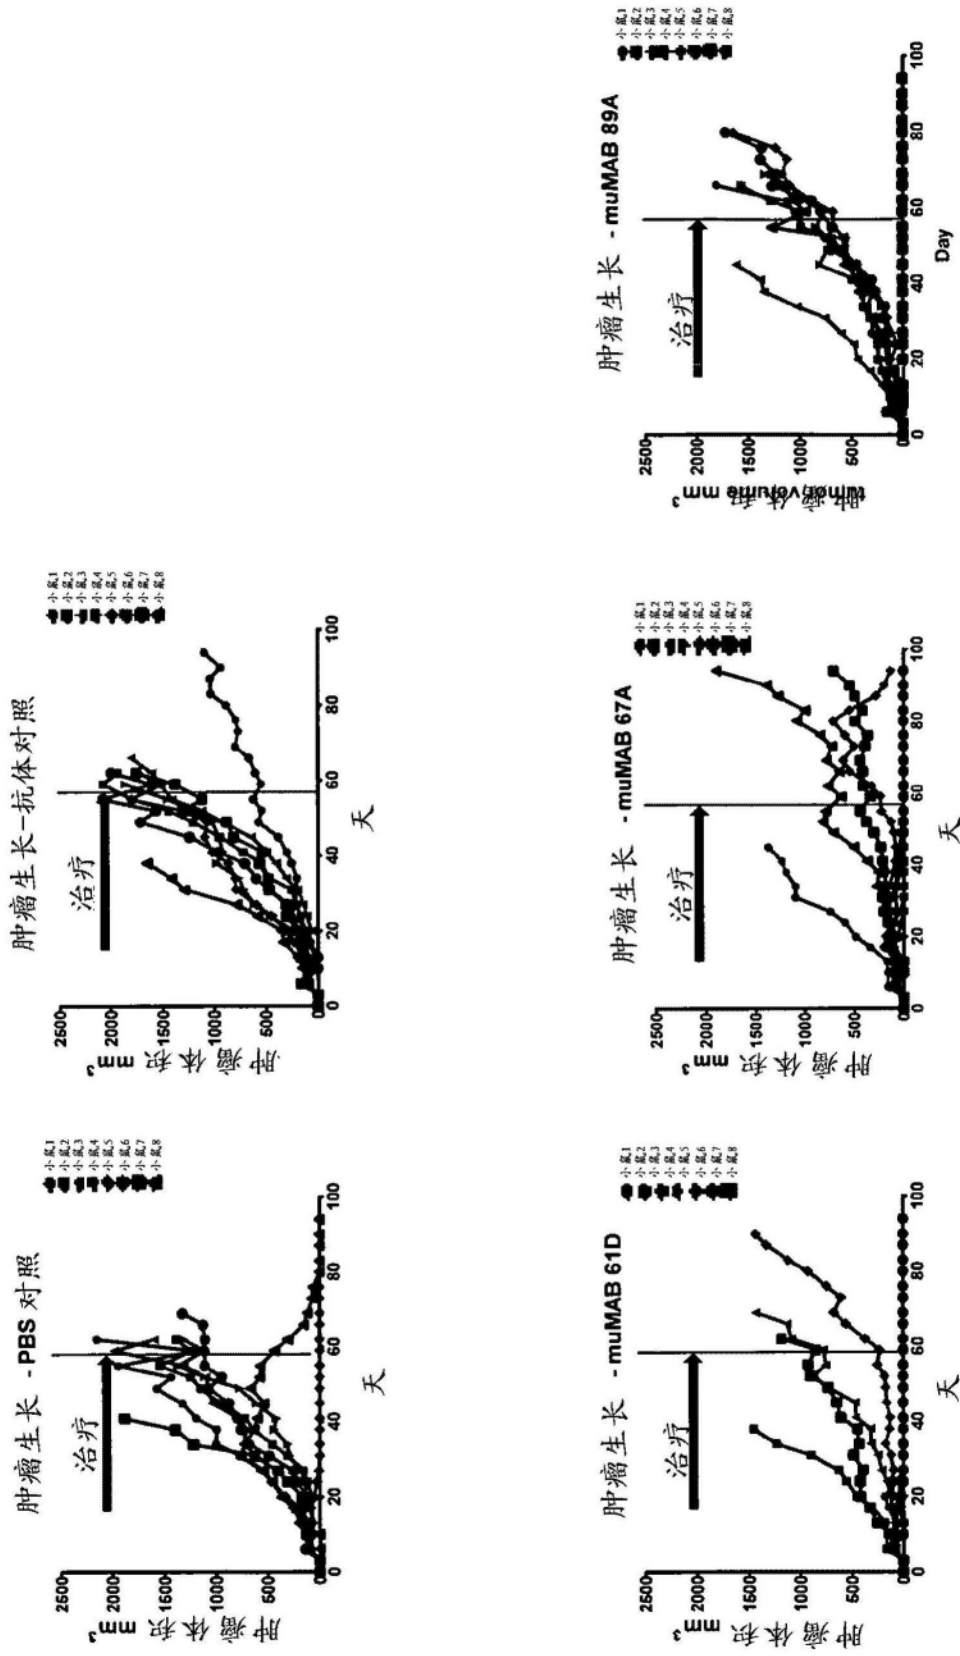 肿瘤生长 - PBS 对照
小鼠1
小鼠2
小鼠3
小鼠4
小鼠5
小鼠6
小鼠7
小鼠8
治疗
肿瘤体积
mm³
2500
2000
1500
1000
500
0
0 20 40 60 80 100
天
肿瘤生长-抗体对照
小鼠1
小鼠2
小鼠3
小鼠4
小鼠5
小鼠6
小鼠7
小鼠8
治疗
肿瘤体积
mm³
2500
2000
1500
1000
500
0
0 20 40 60 80 100
天
肿瘤生长 - muMAB 61D
小鼠1
小鼠2
小鼠3
小鼠4
小鼠5
小鼠6
小鼠7
小鼠8
治疗
肿瘤体积
mm³
2500
2000
1500
1000
500
0
0 20 40 60 80 100
天
肿瘤生长 - muMAB 67A
小鼠1
小鼠2
小鼠3
小鼠4
小鼠5
小鼠6
小鼠7
小鼠8
治疗
肿瘤体积
mm³
2500
2000
1500
1000
500
0
0 20 40 60 80 100
天
肿瘤生长 - muMAB 89A
小鼠1
小鼠2
小鼠3
小鼠4
小鼠5
小鼠6
小鼠7
小鼠8
治疗
肿瘤体积
tumor volume mm³
2500
2000
1500
1000
500
0
0 20 40 60 80 100
Day